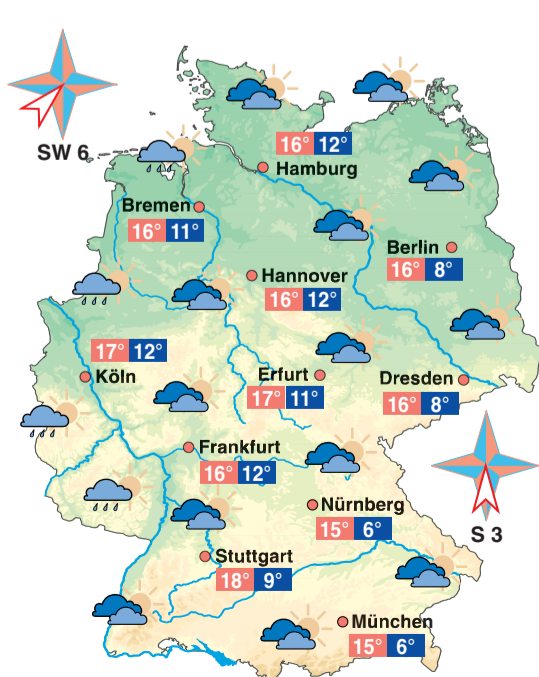 SW 6
16° 12°
Hamburg
Bremen
16° 11°
Berlin
16° 8°
Hannover
16° 12°
17° 12°
Köln
Erfurt
17° 11°
Dresden
16° 8°
Frankfurt
16° 12°
Nürnberg
15° 6°
S 3
Stuttgart
18° 9°
München
15° 6°